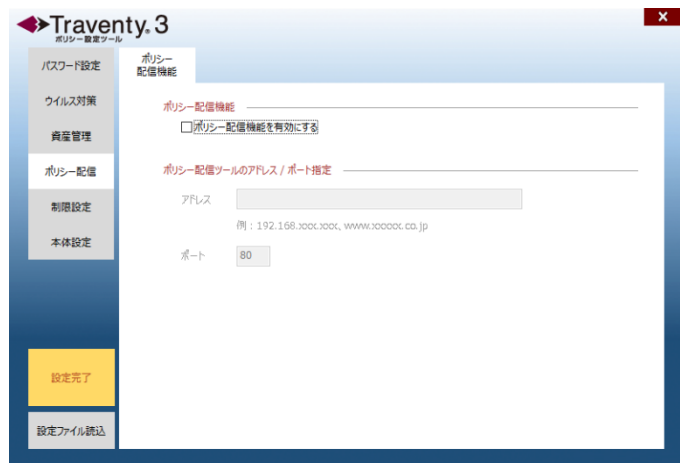 Traventy® 3
ポリシー設定ツール
X
パスワード設定
ウイルス対策
資産管理
ポリシー配信
制限設定
本体設定
設定完了
設定ファイル読込
ポリシー
配信機能
ポリシー配信機能
ポリシー配信機能を有効にする
ポリシー配信ツールのアドレス / ポート指定
アドレス
例 : 192.168.xxx.xxx, www.xxxxxx.co.jp
ポート
80